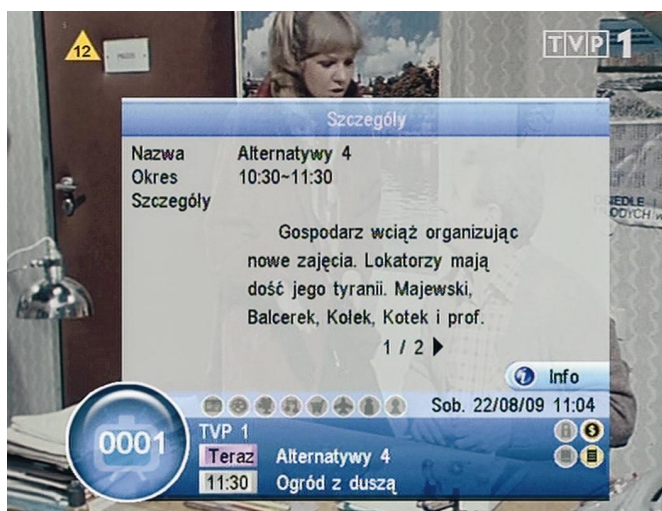 12
TVP 1
Szczegóły
Nazwa Alternatywy 4
Okres 10:30~11:30
Szczegóły
Gospodarz wciąż organizując
nowe zajęcia. Lokatorzy mają
dość jego tyranii. Majewski,
Balcerek, Kołek, Kotek i prof.
1 / 2
Info
Sob. 22/08/09 11:04
0001
TVP 1
Teraz Alternatywy 4
11:30 Ogród z duszą